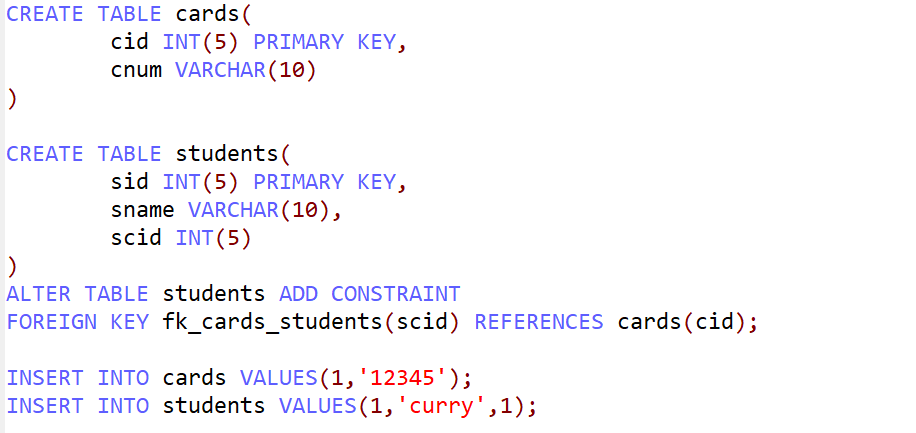 CREATE TABLE cards(
cid INT(5) PRIMARY KEY,
cnum VARCHAR(10)
)
CREATE TABLE students(
sid INT(5) PRIMARY KEY,
sname VARCHAR(10),
scid INT(5)
)
ALTER TABLE students ADD CONSTRAINT
FOREIGN KEY fk_cards_students(scid) REFERENCES cards(cid);
INSERT INTO cards VALUES(1,'12345');
INSERT INTO students VALUES(1,'curry',1);